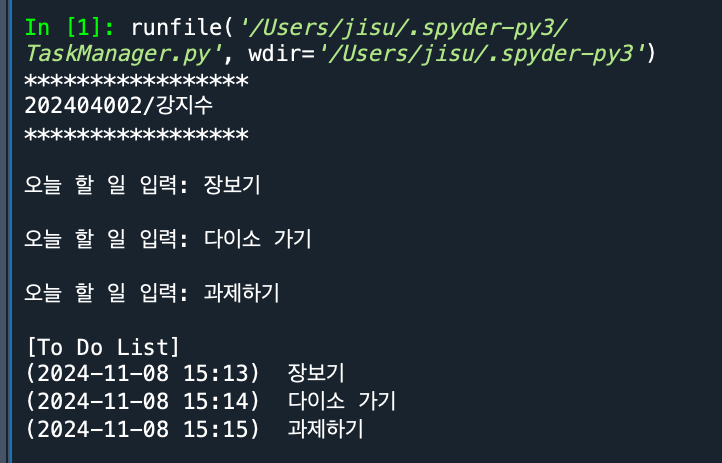 In [1]: runfile('/Users/jisu/.spyder-py3/
TaskManager.py', wdir='/Users/jisu/.spyder-py3')
*****************
202404002/강지수
*****************
오늘 할 일 입력: 장보기
오늘 할 일 입력: 다이소 가기
오늘 할 일 입력: 과제하기
[To Do List]
(2024-11-08 15:13)  장보기
(2024-11-08 15:14)  다이소 가기
(2024-11-08 15:15)  과제하기